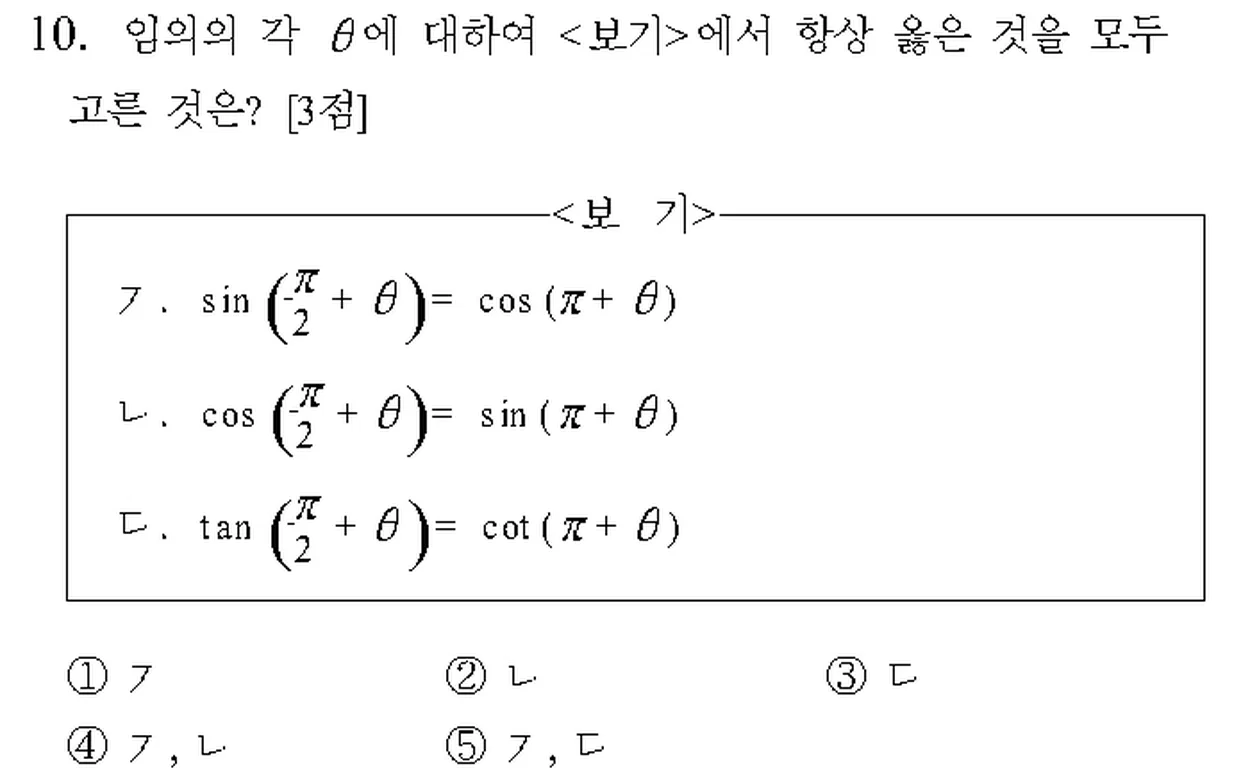 10. 임의의 각 θ에 대하여 <보기>에서 항상 옳은 것을 모두
고른 것은? [3점]
<보 기>
ㄱ. sin(π/2 + θ) = cos(π + θ)
ㄴ. cos(π/2 + θ) = sin(π + θ)
ㄷ. tan(π/2 + θ) = cot(π + θ)
① ㄱ ② ㄴ ③ ㄷ
④ ㄱ, ㄴ ⑤ ㄱ, ㄷ